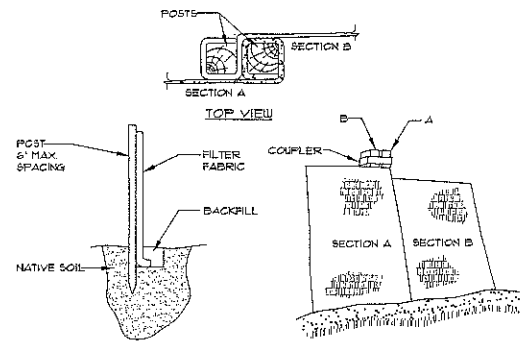 POSTS
SECTION B
SECTION A
TOP VIEW
B
A
COUPLER
POST
6' MAX.
SPACING
FILTER
FABRIC
BACKFILL
NATIVE SOIL
SECTION A
SECTION B